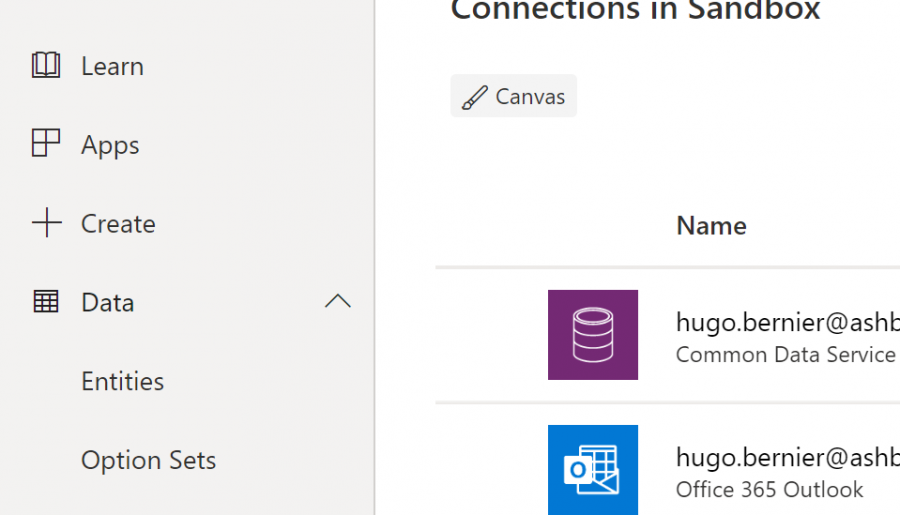 Connections in Sandbox
Learn
Canvas
Apps
Create
Name
Data
hugo.bernier@ashb
Common Data Service
Entities
Option Sets
hugo.bernier@ashb
Office 365 Outlook